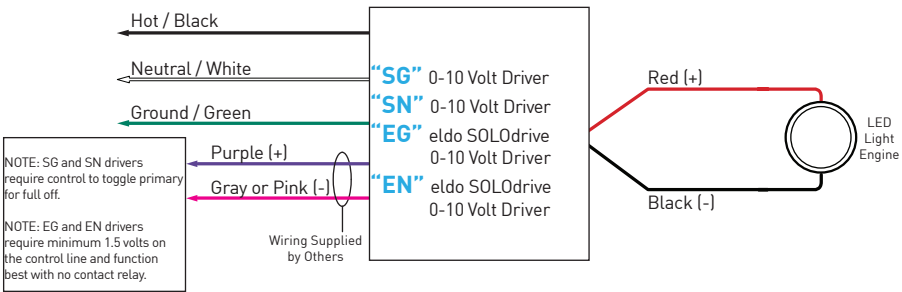 Hot / Black
Neutral / White
Ground / Green
Purple (+)
Gray or Pink (-)
NOTE: SG and SN drivers
require control to toggle primary
for full off.
NOTE: EG and EN drivers
require minimum 1.5 volts on
the control line and function
best with no contact relay.
Wiring Supplied
by Others
“SG” 0-10 Volt Driver
“SN” 0-10 Volt Driver
“EG” eldo SOLOdrive
0-10 Volt Driver
“EN” eldo SOLOdrive
0-10 Volt Driver
Red (+)
Black (-)
LED
Light
Engine